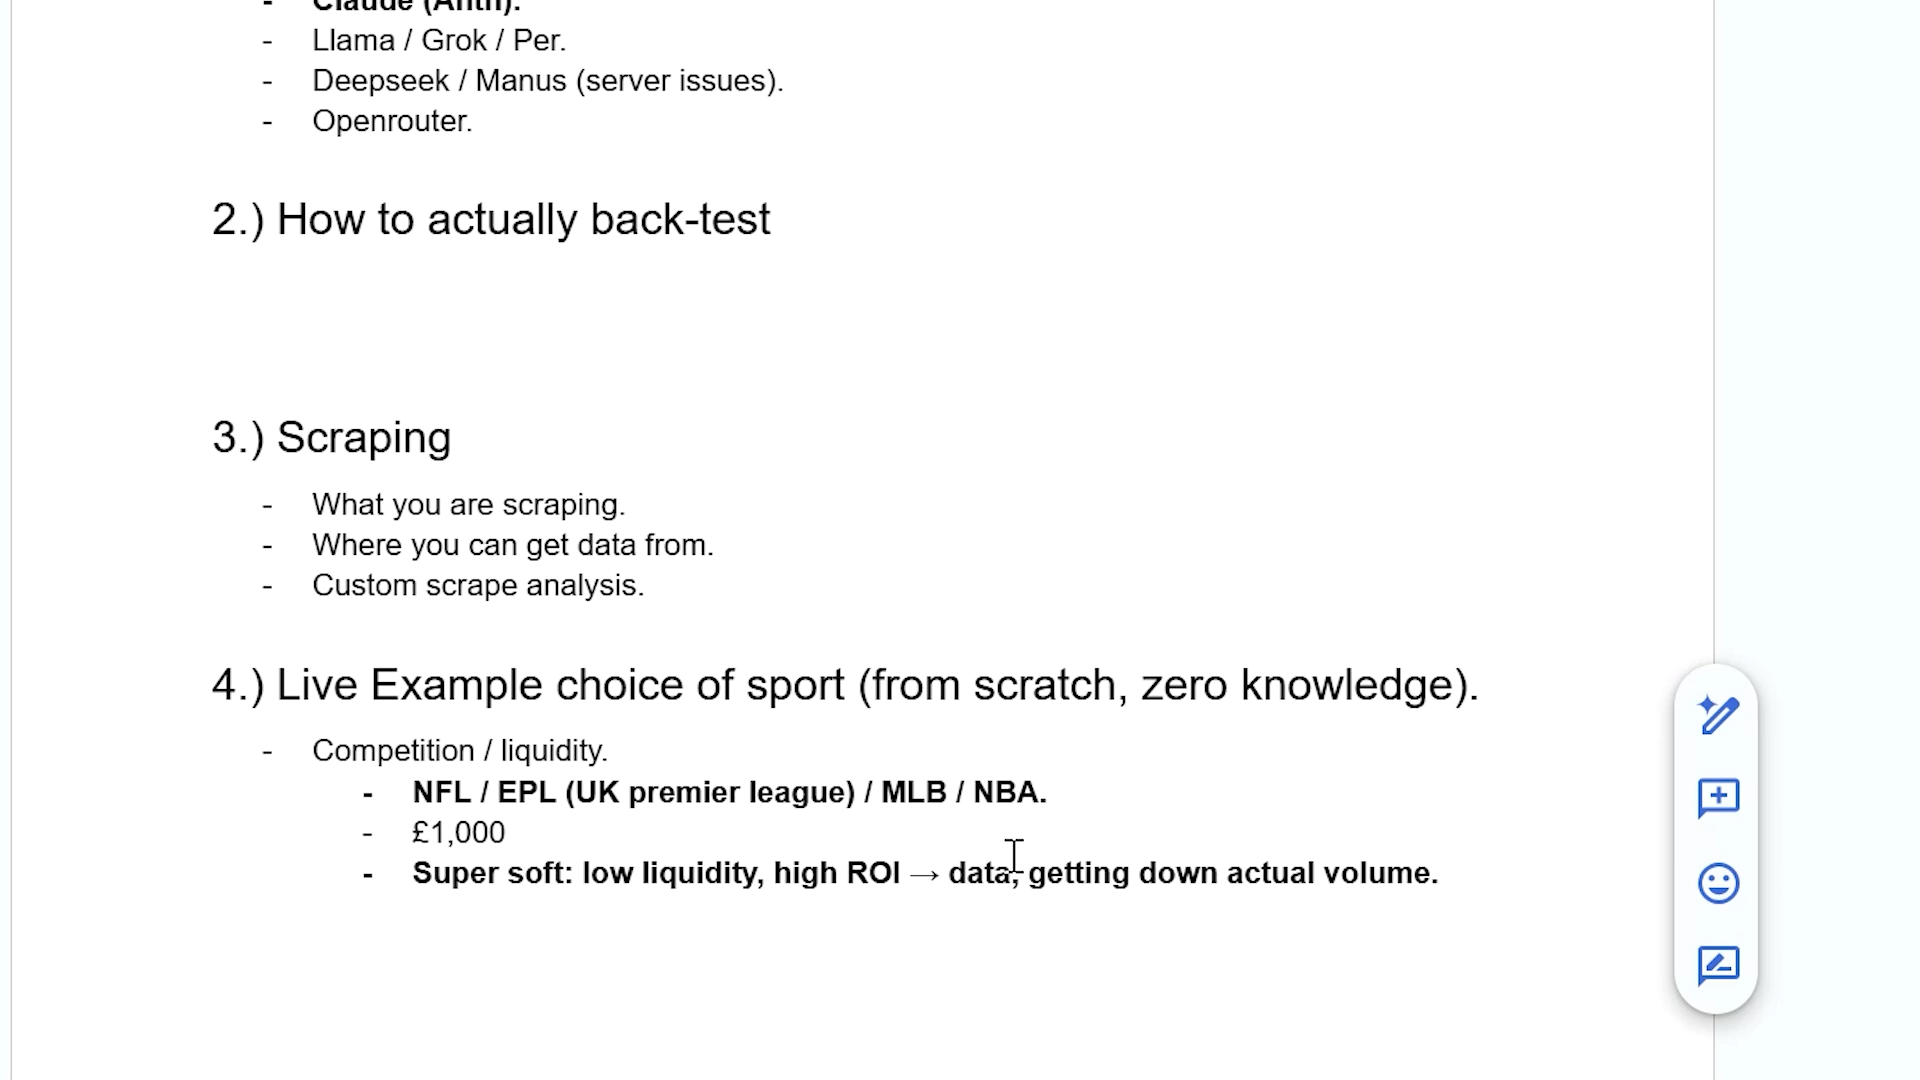 - Claude (Anth).
- Llama / Grok / Per.
- Deepseek / Manus (server issues).
- Openrouter.
2.) How to actually back-test
3.) Scraping
- What you are scraping.
- Where you can get data from.
- Custom scrape analysis.
4.) Live Example choice of sport (from scratch, zero knowledge).
- Competition / liquidity.
- NFL / EPL (UK premier league) / MLB / NBA.
- £1,000
- Super soft: low liquidity, high ROI → data, getting down actual volume.